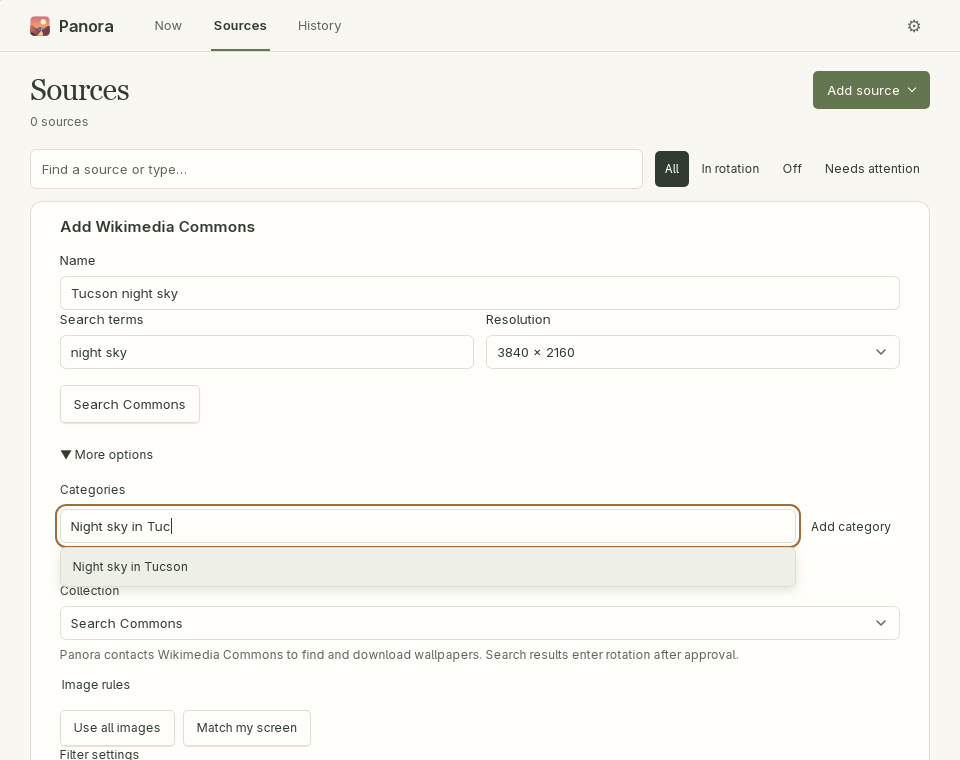 Panora Now Sources History
Sources
Add source
0 sources
Find a source or type…
All In rotation Off Needs attention
Add Wikimedia Commons
Name
Tucson night sky
Search terms Resolution
night sky 3840 × 2160
Search Commons
▼ More options
Categories
Night sky in Tuc Add category
Night sky in Tucson
Collection
Search Commons
Panora contacts Wikimedia Commons to find and download wallpapers. Search results enter rotation after approval.
Image rules
Use all images Match my screen
Filter settings